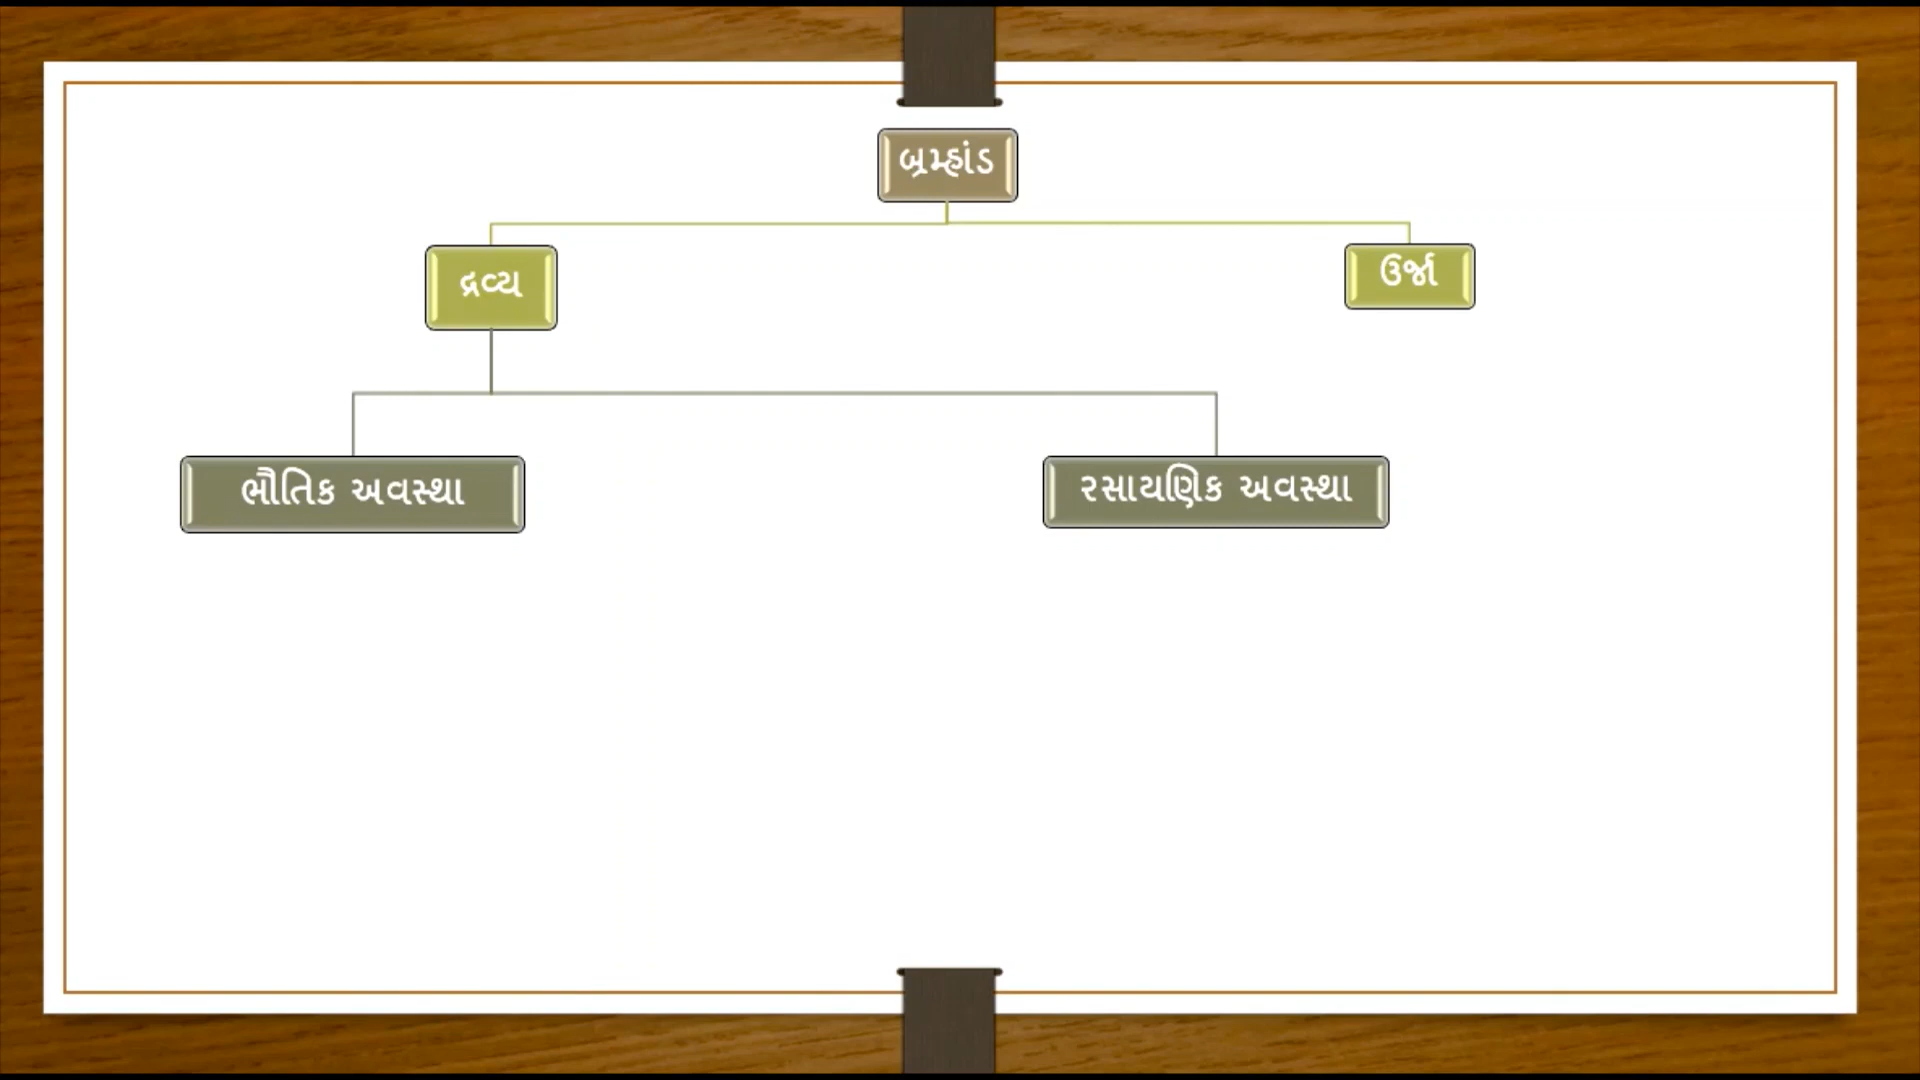 બ્રમ્હાંડ
દ્રવ્ય
ઉર્જા
ભૌતિક અવસ્થા
રસાયણિક અવસ્થા